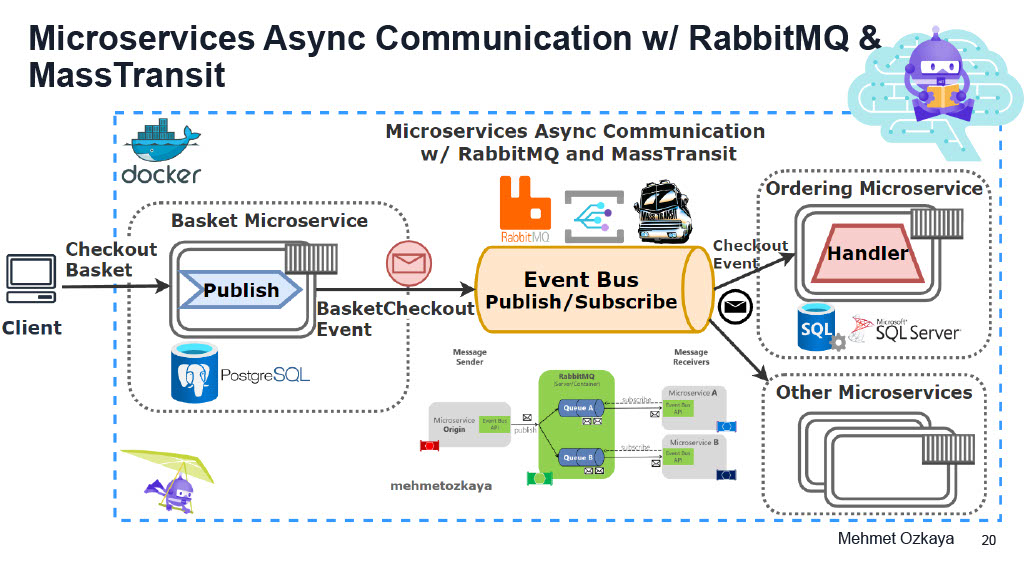 Microservices Async Communication w/ RabbitMQ &
MassTransit
Microservices Async Communication
w/ RabbitMQ and MassTransit
docker
RabbitMQ
MASS TRANSIT
Basket Microservice
Checkout
Basket
Client
Publish
PostgreSQL
BasketCheckout
Event
Event Bus
Publish/Subscribe
Checkout
Event
Ordering Microservice
Handler
SQL
Microsoft®
SQL Server
Other Microservices
Message
Sender
Message
Receivers
RabbitMQ
(Server/Container)
Microservice
Origin
Event Bus
API
publish
Queue A
Queue B
subscribe
subscribe
Microservice A
Event Bus
API
Microservice B
Event Bus
API
mehmetozkaya
Mehmet Ozkaya
20